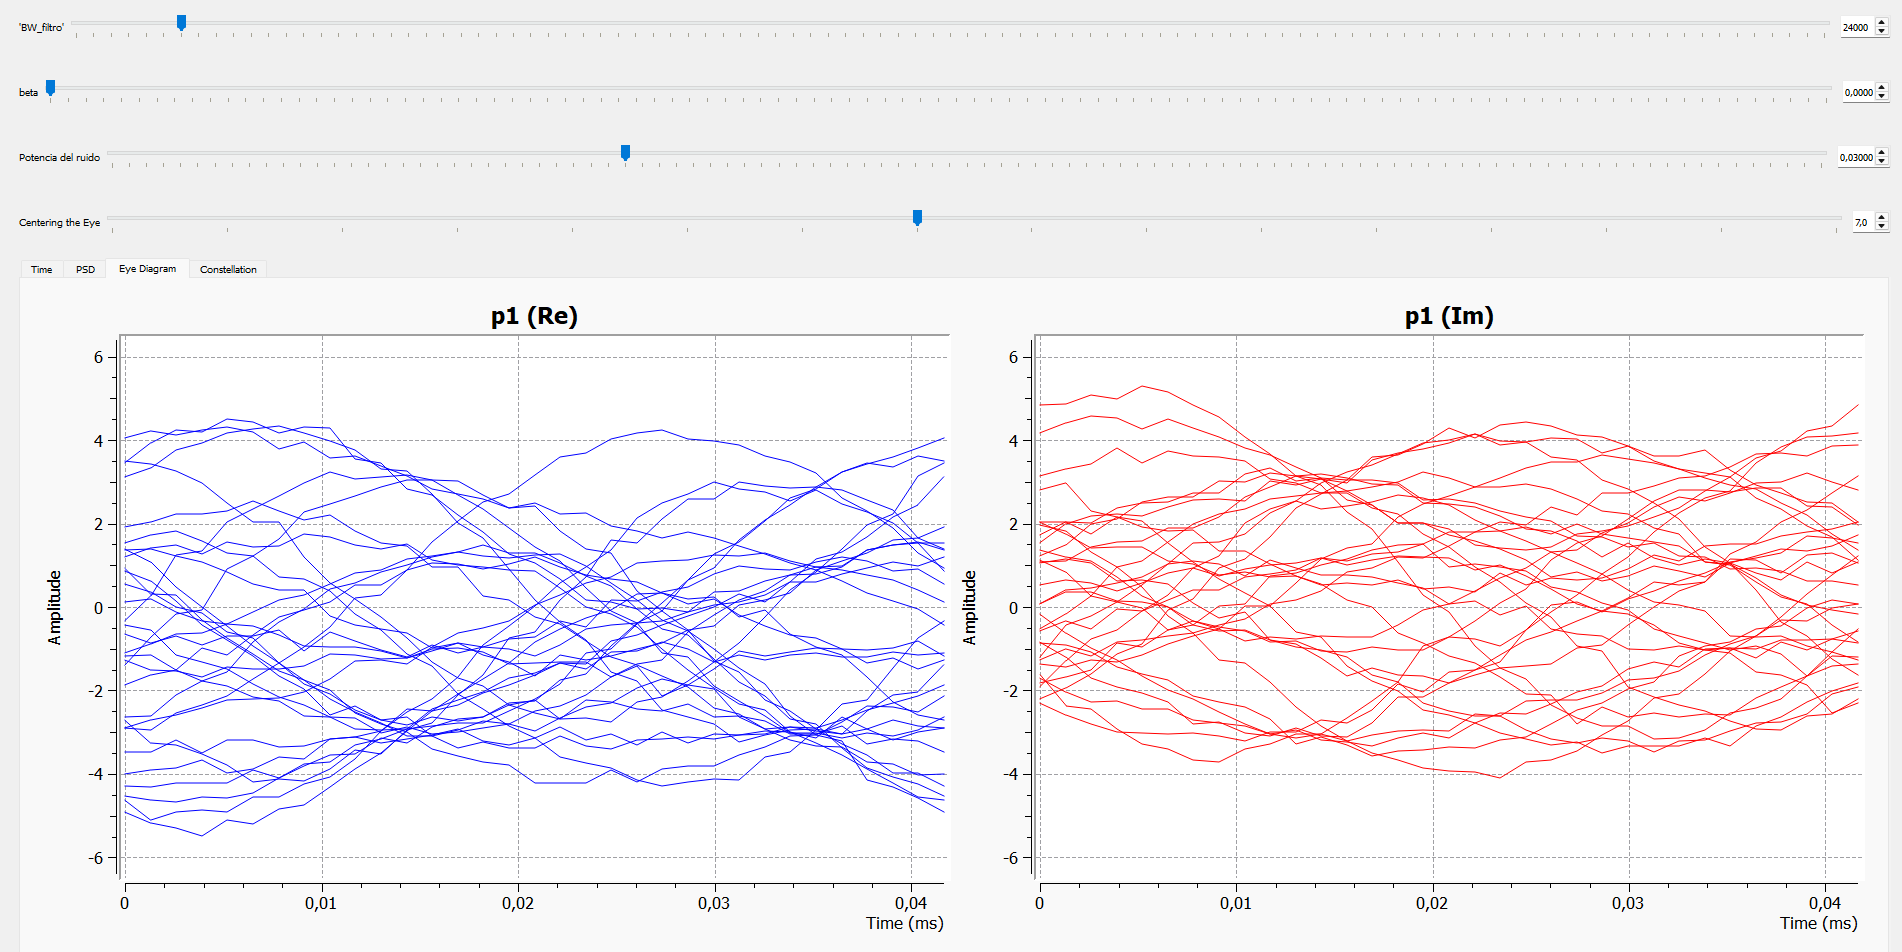 'BW_filtro' 24000
beta 0,0000
Potencia del ruido 0,03000
Centering the Eye 7,0
Time PSD Eye Diagram Constellation
p1 (Re) p1 (Im)
6 6
4 4
2 2
0 0
-2 -2
-4 -4
-6 -6
Amplitude Amplitude
0 0,01 0,02 0,03 0,04 0 0,01 0,02 0,03 0,04
Time (ms) Time (ms)